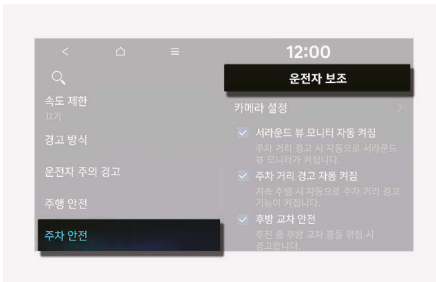 12:00
운전자 보조
속도 제한
끄기
경고 방식
운전자 주의 경고
주행 안전
주차 안전
카메라 설정
서라운드 뷰 모니터 자동 켜짐
주차 거리 경고 시 자동으로 서라운드
뷰 모니터가 켜집니다.
주차 거리 경고 자동 켜짐
저속 주행 시 자동으로 주차 거리 경고
기능이 켜집니다.
후방 교차 안전
후진 중 후방 교차 충돌 위험 시
경고합니다.